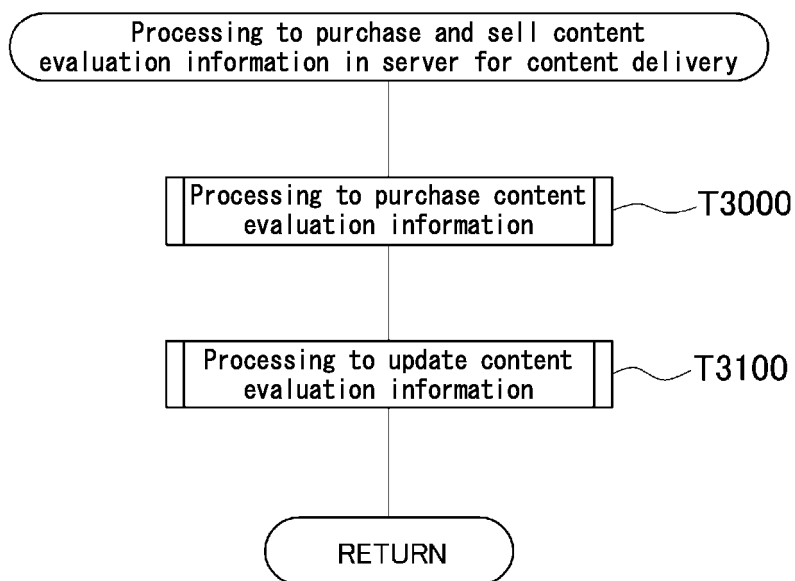 Processing to purchase and sell content
evaluation information in server for content delivery
Processing to purchase content
evaluation information
T3000
Processing to update content
evaluation information
T3100
RETURN